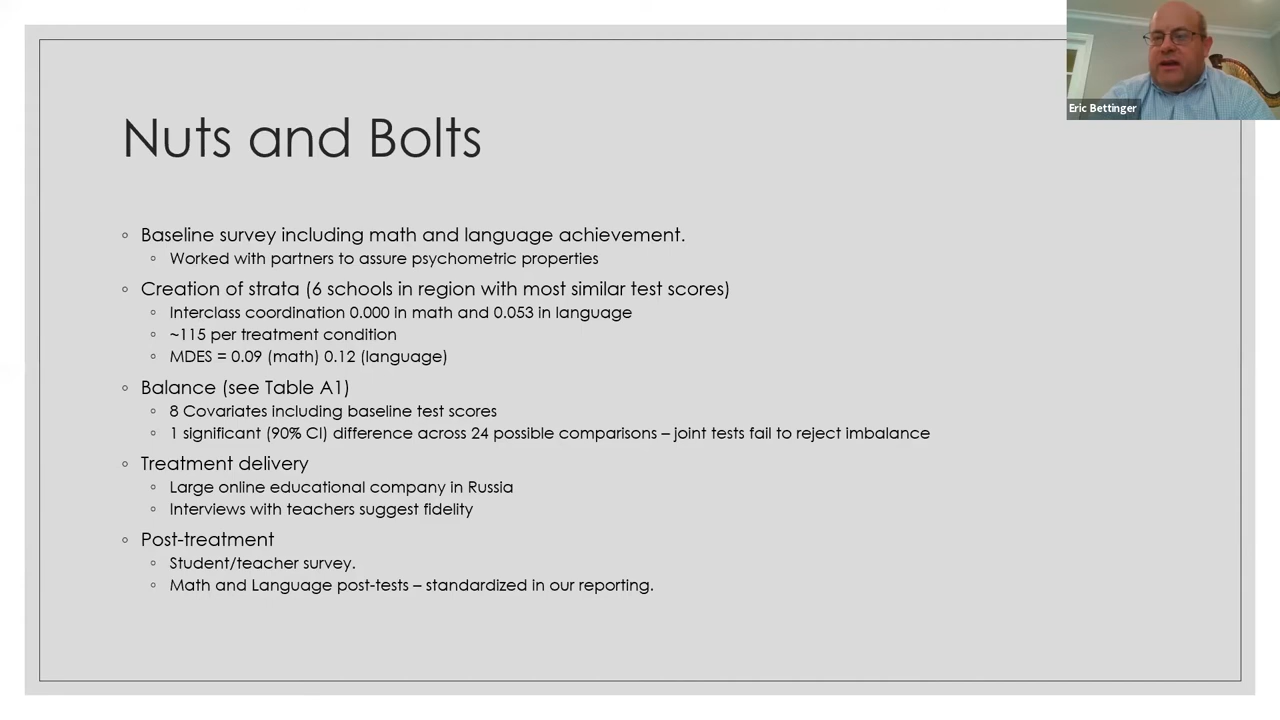 Eric Bettinger
Nuts and Bolts
◦ Baseline survey including math and language achievement.
◦ Worked with partners to assure psychometric properties
◦ Creation of strata (6 schools in region with most similar test scores)
◦ Interclass coordination 0.000 in math and 0.053 in language
◦ ~115 per treatment condition
◦ MDES = 0.09 (math) 0.12 (language)
◦ Balance (see Table A1)
◦ 8 Covariates including baseline test scores
◦ 1 significant (90% CI) difference across 24 possible comparisons – joint tests fail to reject imbalance
◦ Treatment delivery
◦ Large online educational company in Russia
◦ Interviews with teachers suggest fidelity
◦ Post-treatment
◦ Student/teacher survey.
◦ Math and Language post-tests – standardized in our reporting.